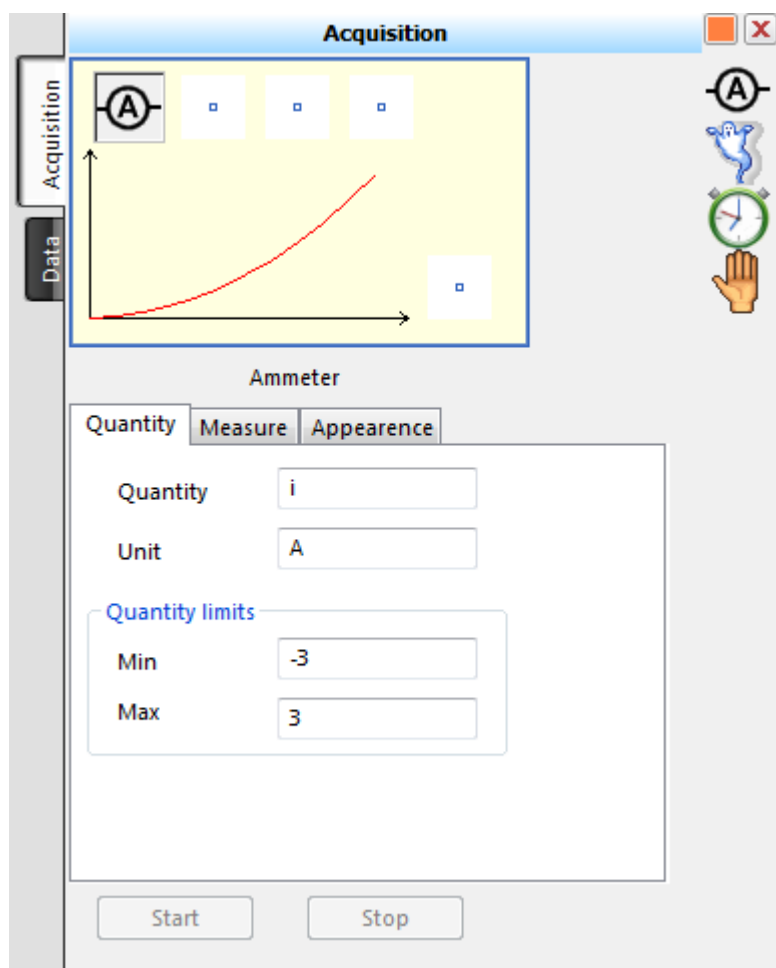 Acquisition
Acquisition
Data
A
A
Ammeter
Quantity Measure Appearence
Quantity i
Unit A
Quantity limits
Min -3
Max 3
Start Stop